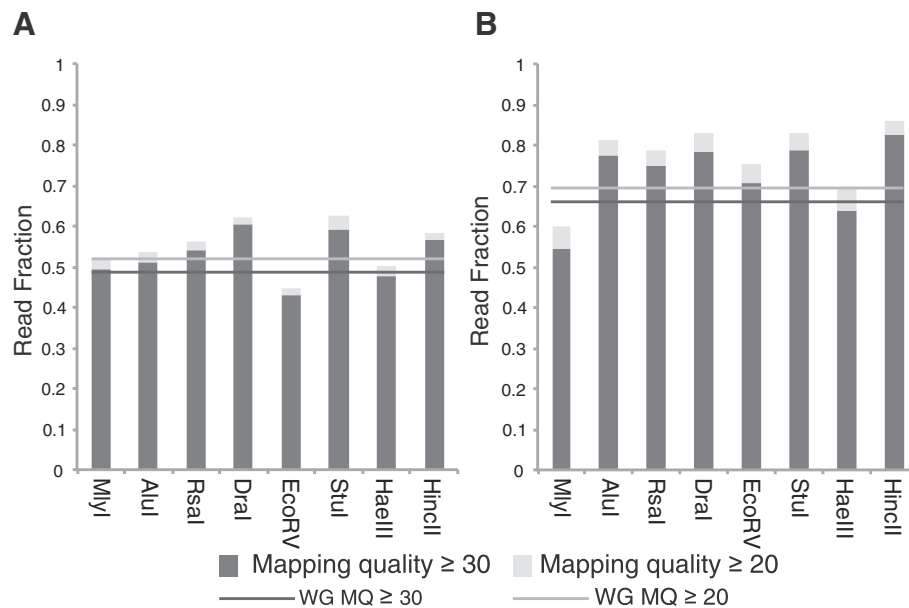 A
B
Read Fraction
1
0.9
0.8
0.7
0.6
0.5
0.4
0.3
0.2
0.1
0
MlyI
AluI
RsaI
DraI
EcoRV
StuI
HaeIII
HincII
Read Fraction
1
0.9
0.8
0.7
0.6
0.5
0.4
0.3
0.2
0.1
0
MlyI
AluI
RsaI
DraI
EcoRV
StuI
HaeIII
HincII
Mapping quality ≥ 30
Mapping quality ≥ 20
WG MQ ≥ 30
WG MQ ≥ 20